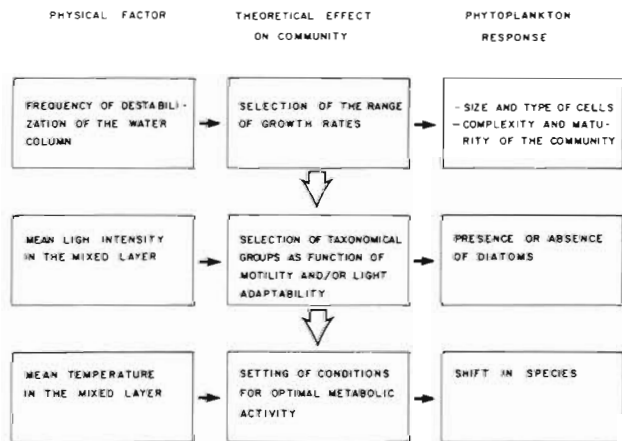 PHYSICAL FACTOR
THEORETICAL EFFECT
ON COMMUNITY
PHYTOPLANKTON
RESPONSE
FREQUENCY OF DESTABILI-
ZATION OF THE WATER
COLUMN
SELECTION OF THE RANGE
OF GROWTH RATES
- SIZE AND TYPE OF CELLS
- COMPLEXITY AND MATU-
RITY OF THE COMMUNITY
MEAN LIGH INTENSITY
IN THE MIXED LAYER
SELECTION OF TAXONOMICAL
GROUPS AS FUNCTION OF
MOTILITY AND/OR LIGHT
ADAPTABILITY
PRESENCE OR ABSENCE
OF DIATOMS
MEAN TEMPERATURE
IN THE MIXED LAYER
SETTING OF CONDITIONS
FOR OPTIMAL METABOLIC
ACTIVITY
SHIFT IN SPECIES